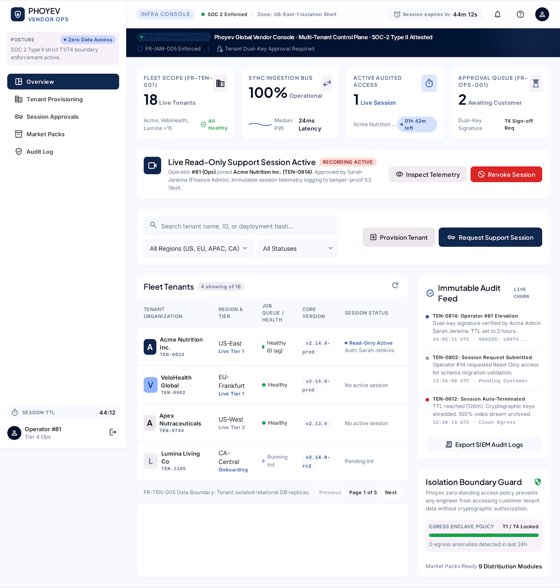 PHOYEV
VENDOR OPS
POSTURE
Zero Data Access
SOC 2 Type II strict T1/T4 boundary enforcement active.
Overview
Tenant Provisioning
Session Approvals
Market Packs
Audit Log
SESSION TTL 44:12
Operator #81
Tier 4 Ops
INFRA CONSOLE
SOC 2 Enforced · Zone: US-East-1 Isolation Shell
Session expires in: 44m 12s
Phoyev Global Vendor Console · Multi-Tenant Control Plane · SOC-2 Type II Attested
FR-IAM-005 Enforced
Tenant Dual-Key Approval Required
FLEET SCOPE (FR-TEN-001)
18 Live Tenants
Acme, VeloHealth, Lumina +15
All Healthy
SYNC INGESTION BUS
100% Operational
Median P95
24ms Latency
ACTIVE AUDITED ACCESS
1 Live Session
Acme Nutrition...
01h 42m left
APPROVAL QUEUE (FR-OPS-001)
2 Awaiting Customer
Dual-Key Signature
T4 Sign-off Req
Live Read-Only Support Session Active
RECORDING ACTIVE
Operator #81 (Ops) joined Acme Nutrition Inc. (TEN-0814). Approved by Sarah
Jenkins (Finance Admin). Immutable session telemetry logging to tamper-proof S3
Vault.
Inspect Telemetry
Revoke Session
Search tenant name, ID, or deployment hash...
All Regions (US, EU, APAC, CA)
All Statuses
Provision Tenant
Request Support Session
Fleet Tenants
4 showing of 18
TENANT ORGANIZATION
REGION & TIER
JOB QUEUE / HEALTH
CORE VERSION
SESSION STATUS
A
Acme Nutrition Inc.
TEN-0814
US-East
Live Tier 1
Healthy (0 lag)
v2.14.0-prod
Read-Only Active
Auth: Sarah Jenkins
V
VeloHealth Global
TEN-0902
EU-Frankfurt
Live Tier 1
Healthy
v2.14.0-prod
No active session
A
Apex Nutraceuticals
TEN-0744
US-West
Live Tier 2
Healthy
v2.13.9
No active session
L
Lumina Living Co
TEN-1105
CA-Central
Onboarding
Running Init
v2.14.0-rc2
Pending Init
FR-TEN-005 Data Boundary: Tenant isolated relational DB replicas.
Previous
Page 1 of 5
Next
Immutable Audit Feed
LIVE CHURN
TEN-0814: Operator #81 Elevation
Dual-key signature verified by Acme Admin
Sarah Jenkins. TTL set to 2 hours.
TEN-0902: Session Request Submitted
Operator #14 requested Read-Only access
for schema migration validation.
13:45:00 UTC · Pending Customer
TEN-0612: Session Auto-Terminated
TTL reached (120m). Cryptographic keys
shredded. 100% video stream archived.
12:30:10 UTC · Clean Egress
Export SIEM Audit Logs
Isolation Boundary Guard
Phoyev zero standing access policy prevents
any engineer from accessing customer tenant
data without cryptographic authorization.
EGRESS ENCLAVE POLICY
T1 / T4 Locked
0 egress anomalies detected in last 24h.
Market Packs Ready
9 Distribution Modules